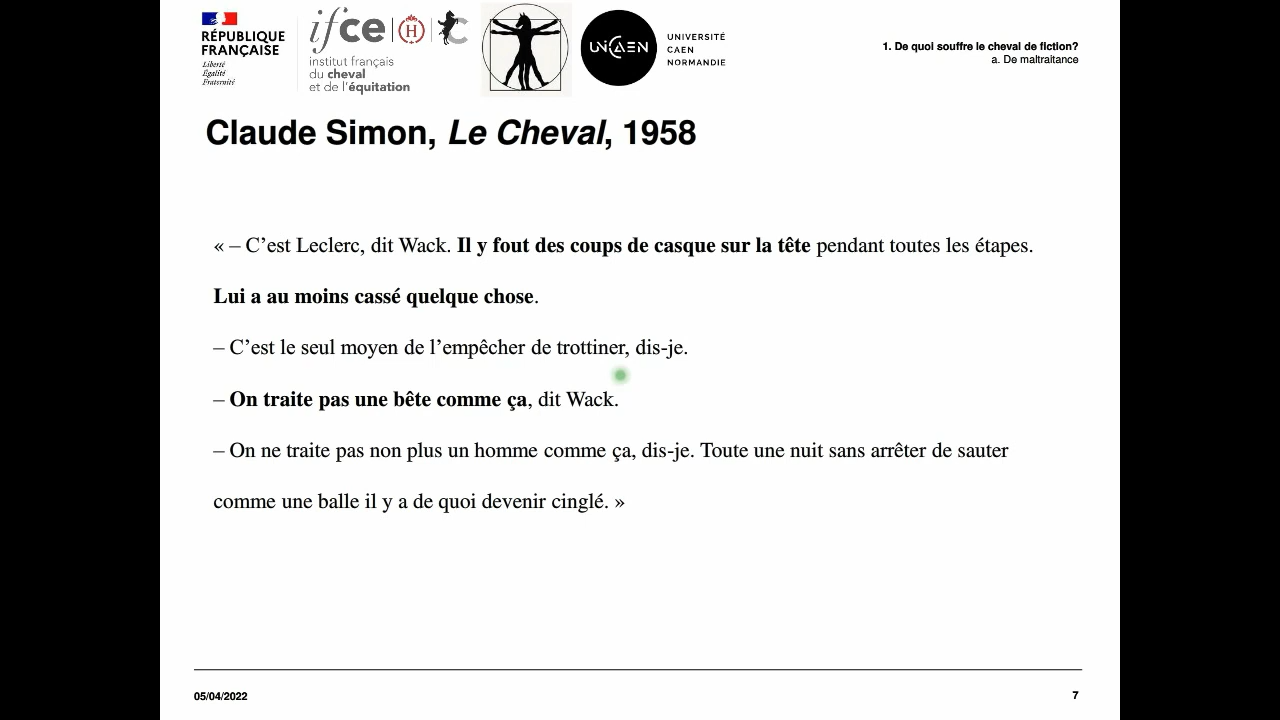 RÉPUBLIQUE
FRANÇAISE
Liberté
Égalité
Fraternité
ifce
H
institut français
du cheval
et de l'équitation
UNICAEN
UNIVERSITÉ
CAEN
NORMANDIE
1. De quoi souffre le cheval de fiction?
a. De maltraitance
Claude Simon, Le Cheval, 1958
« – C’est Leclerc, dit Wack. Il y fout des coups de casque sur la tête pendant toutes les étapes.
Lui a au moins cassé quelque chose.
– C’est le seul moyen de l’empêcher de trottiner, dis-je.
– On traite pas une bête comme ça, dit Wack.
– On ne traite pas non plus un homme comme ça, dis-je. Toute une nuit sans arrêter de sauter
comme une balle il y a de quoi devenir cinglé. »
05/04/2022
7